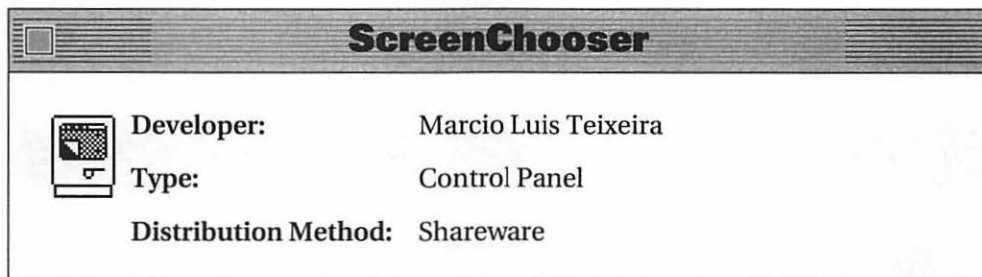 ScreenChooser
Developer: Marcio Luis Teixeira
Type: Control Panel
Distribution Method: Shareware